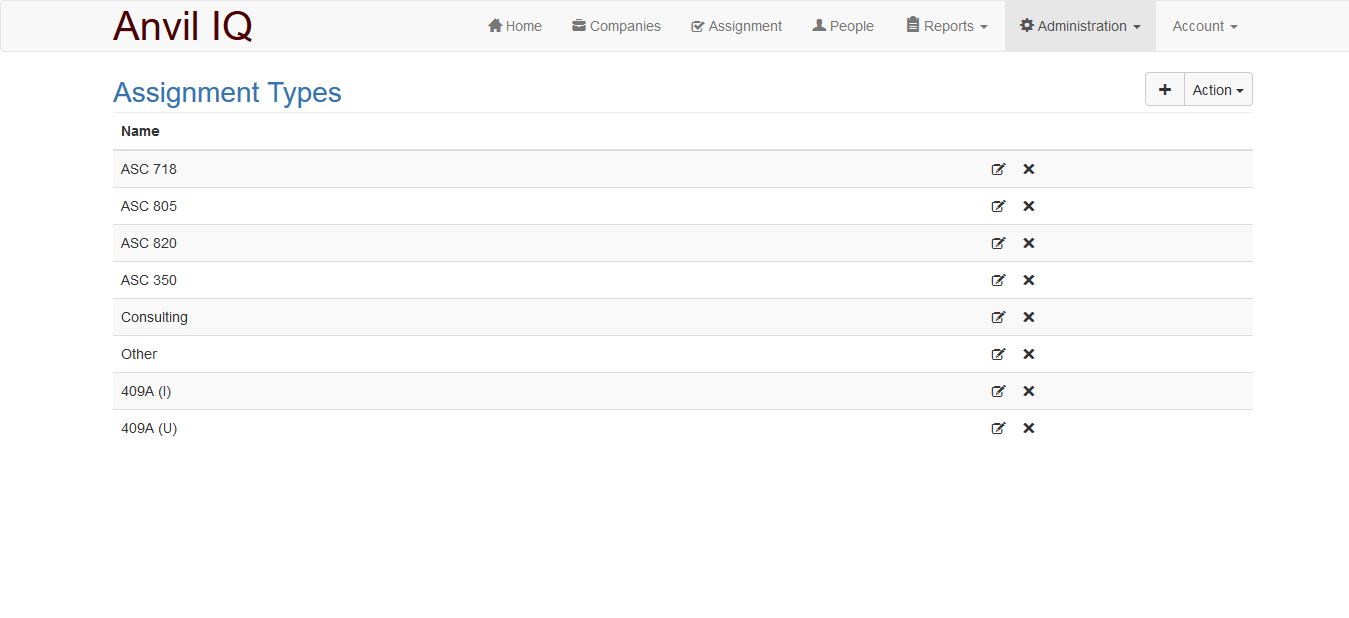 Anvil IQ Home Companies Assignment People Reports Administration Account
Assignment Types Action
Name
ASC 718
ASC 805
ASC 820
ASC 350
Consulting
Other
409A (I)
409A (U)